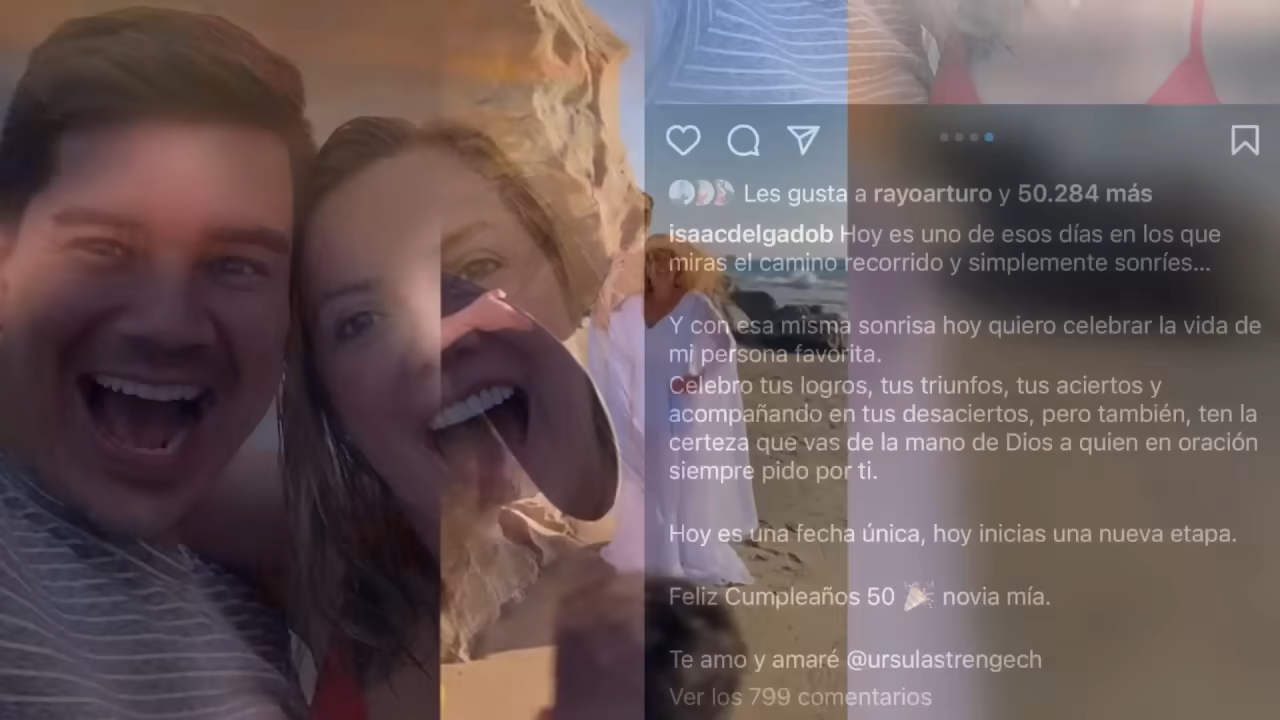 Les gusta a rayoarturo y 50.284 más
isaacdelgadob Hoy es uno de esos días en los que
miras el camino recorrido y simplemente sonríes...
Y con esa misma sonrisa hoy quiero celebrar la vida de
mi persona favorita.
Celebro tus logros, tus triunfos, tus aciertos y
acompañando en tus desaciertos, pero también, ten la
certeza que vas de la mano de Dios a quien en oración
siempre pido por ti.
Hoy es una fecha única, hoy inicias una nueva etapa.
Feliz Cumpleaños 50 🎉 novia mía.
Te amo y amaré @ursulastrengech
Ver los 799 comentarios